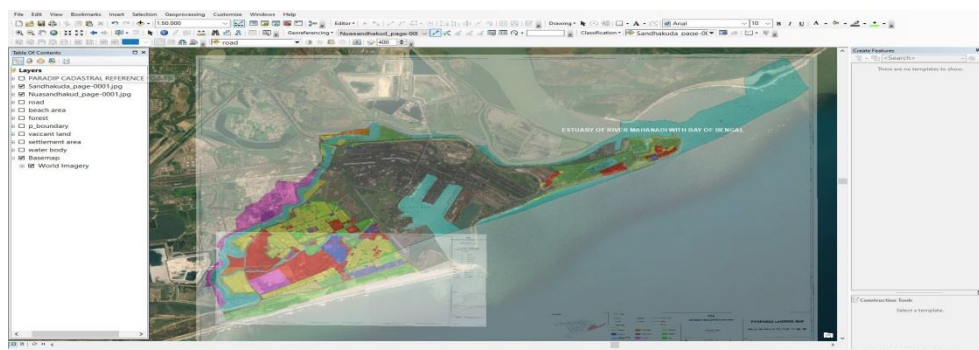 File Edit View Bookmarks Insert Selection Geoprocessing Customize Windows Help
1:50,000
Editor
Drawing
Arial
10
B I U A
Georeferencing
Nuasandhakud_page-00
Classification
Sandhakuda_page-0(
road
400
Table Of Contents
Layers
PARADIP CADASTRAL REFERENCE
Sandhakuda_page-0001.jpg
Nuasandhakud_page-0001.jpg
road
beach area
forest
p_boundary
vaccant land
settlement area
water body
Basemap
World Imagery
ESTUARY OF RIVER MAHANADI WITH BAY OF BENGAL
Create Features
<Search>
There are no templates to show.
Construction Tools
Select a template.